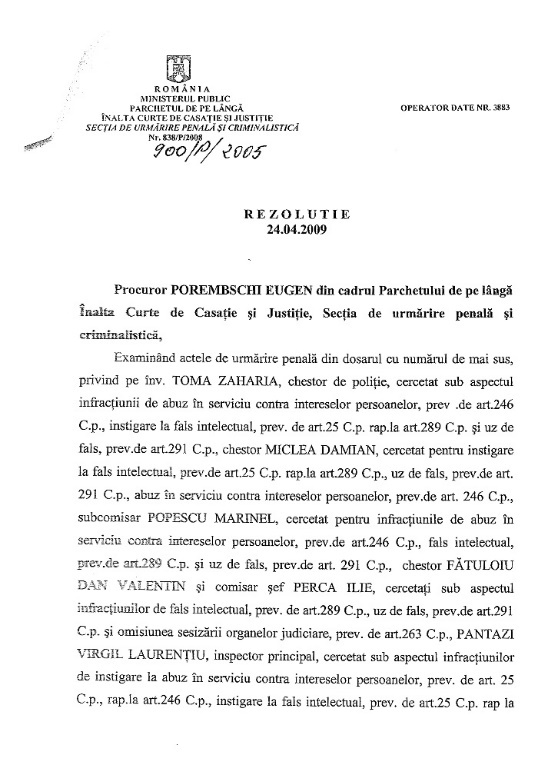 ROMÂNIA
MINISTERUL PUBLIC
PARCHETUL DE PE LÂNGĂ
ÎNALTA CURTE DE CASAȚIE ȘI JUSTIȚIE
SECȚIA DE URMĂRIRE PENALĂ ȘI CRIMINALISTICĂ
Nr. 838/P/2008
900/P/2005
OPERATOR DATE NR. 3883
REZOLUTIE
24.04.2009
Procuror POREMBSCHI EUGEN din cadrul Parchetului de pe lângă
Înalta Curte de Casație și Justiție, Secția de urmărire penală și
criminalistică,
Examinând actele de urmărire penală din dosarul cu numărul de mai sus,
privind pe înv. TOMA ZAHARIA, chestor de poliție, cercetat sub aspectul
infracțiunii de abuz în serviciu contra intereselor persoanelor, prev .de art.246
C.p., instigare la fals intelectual, prev. de art.25 C.p. rap.la art.289 C.p. și uz de
fals, prev.de art.291 C.p., chestor MICLEA DAMIAN, cercetat pentru instigare
la fals intelectual, prev.de art.25 C.p. rap.la art.289 C.p., uz de fals, prev.de art.
291 C.p., abuz în serviciu contra intereselor persoanelor, prev.de art. 246 C.p.,
subcomisar POPESCU MARINEL, cercetat pentru infracțiunile de abuz în
serviciu contra intereselor persoanelor, prev.de art.246 C.p., fals intelectual,
prev.de art.289 C.p. și uz de fals, prev.de art. 291 C.p., chestor FĂTULOIU
DAN VALENTIN și comisar șef PERCA ILIE, cercetați sub aspectul
infracțiunilor de fals intelectual, prev. de art.289 C.p., uz de fals, prev.de art.291
C.p. și omisiunea sesizării organelor judiciare, prev. de art.263 C.p., PANTAZI
VIRGIL LAURENȚIU, inspector principal, cercetat sub aspectul infracțiunilor
de instigare la abuz în serviciu contra intereselor persoanelor, prev. de art. 25
C.p., rap.la art.246 C.p., instigare la fals intelectual, prev. de art.25 C.p. rap la